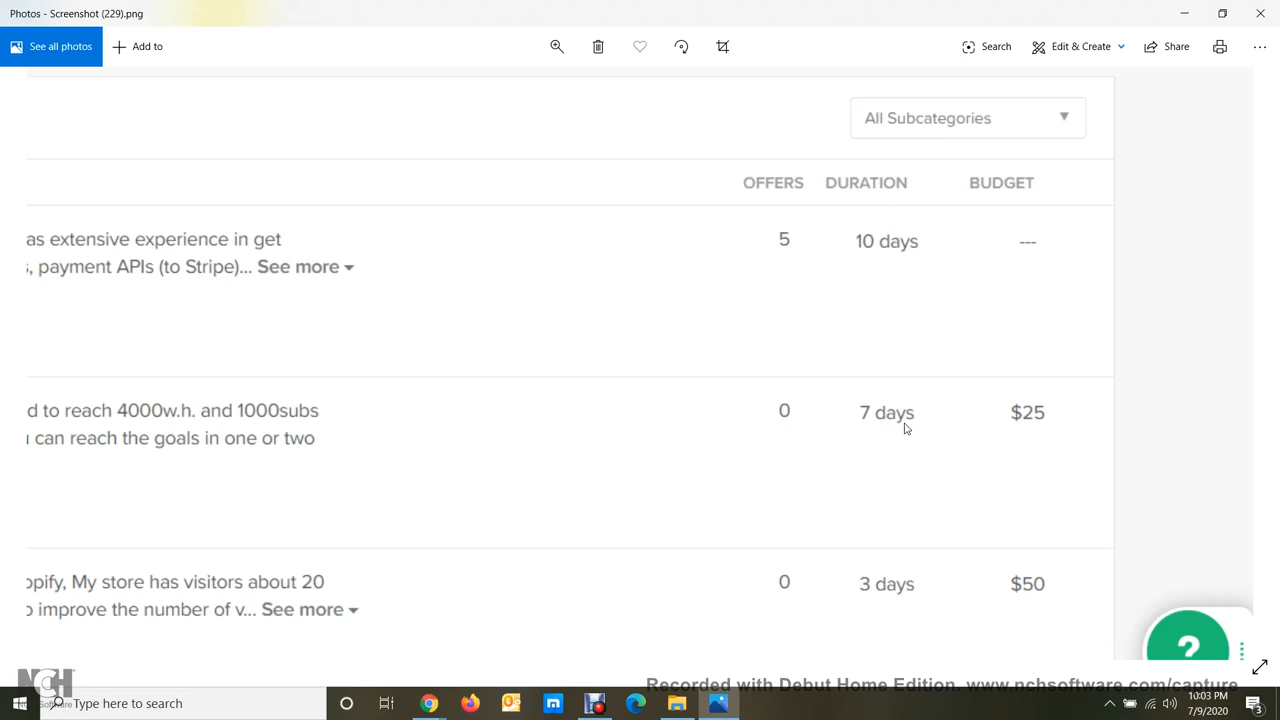 Photos - Screenshot (229).png
See all photos
Add to
Search
Edit & Create
Share
All Subcategories
OFFERS DURATION BUDGET
as extensive experience in get
5 10 days ---
, payment APIs (to Stripe)... See more
d to reach 4000w.h. and 1000subs
0 7 days $25
can reach the goals in one or two
opify, My store has visitors about 20
0 3 days $50
o improve the number of v... See more
?
NCH
Software
Recorded with Debut Home Edition. www.nchsoftware.com/capture
Type here to search
10:03 PM
7/9/2020
3